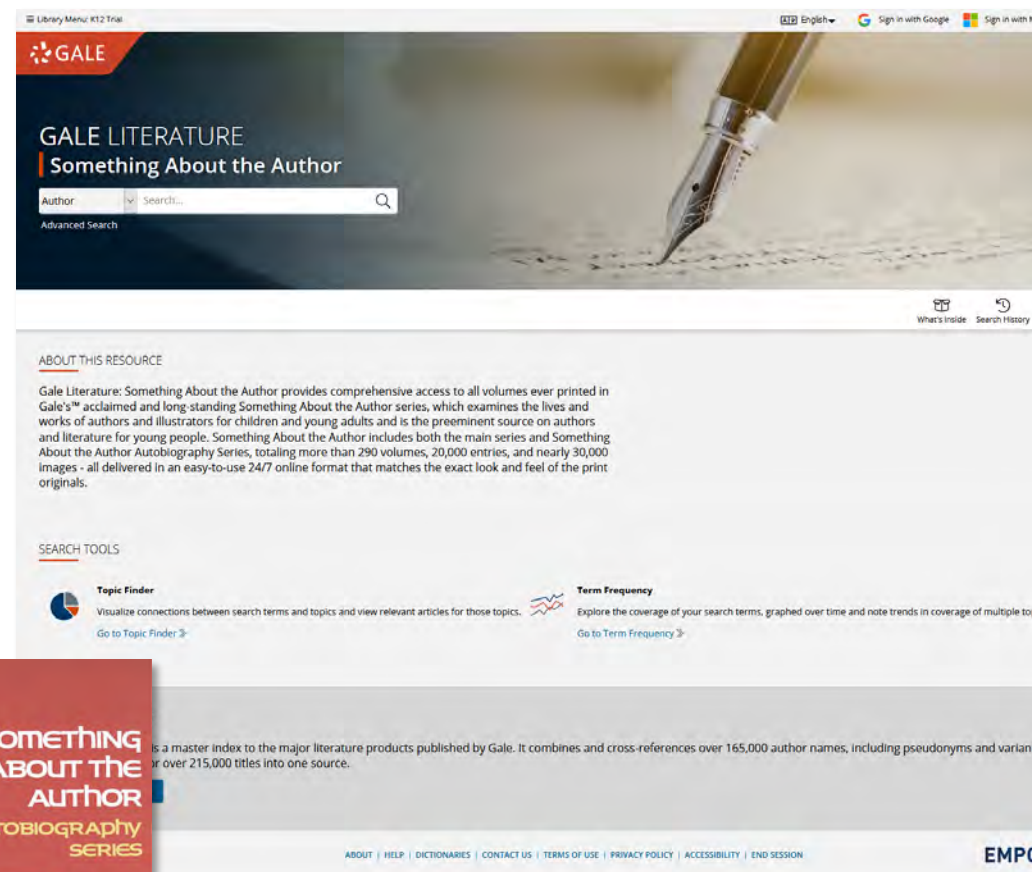 Library Menu: K12 Trial
English
Sign in with Google
Sign in with
GALE
GALE LITERATURE
Something About the Author
Author
Search...
Advanced Search
What's Inside
Search History
ABOUT THIS RESOURCE
Gale Literature: Something About the Author provides comprehensive access to all volumes ever printed in
Gale's™ acclaimed and long-standing Something About the Author series, which examines the lives and
works of authors and illustrators for children and young adults and is the preeminent source on authors
and literature for young people. Something About the Author includes both the main series and Something
About the Author Autobiography Series, totaling more than 290 volumes, 20,000 entries, and nearly 30,000
images - all delivered in an easy-to-use 24/7 online format that matches the exact look and feel of the print
originals.
SEARCH TOOLS
Topic Finder
Visualize connections between search terms and topics and view relevant articles for those topics.
Go to Topic Finder
Term Frequency
Explore the coverage of your search terms, graphed over time and note trends in coverage of multiple
Go to Term Frequency
is a master index to the major literature products published by Gale. It combines and cross-references over 165,000 author names, including pseudonyms and
over 215,000 titles into one source.
OMETHING
ABOUT THE
AUTHOR
TOBIOGRAPHY
SERIES
ABOUT | HELP | DICTIONARIES | CONTACT US | TERMS OF USE | PRIVACY POLICY | ACCESSIBILITY | END SESSION